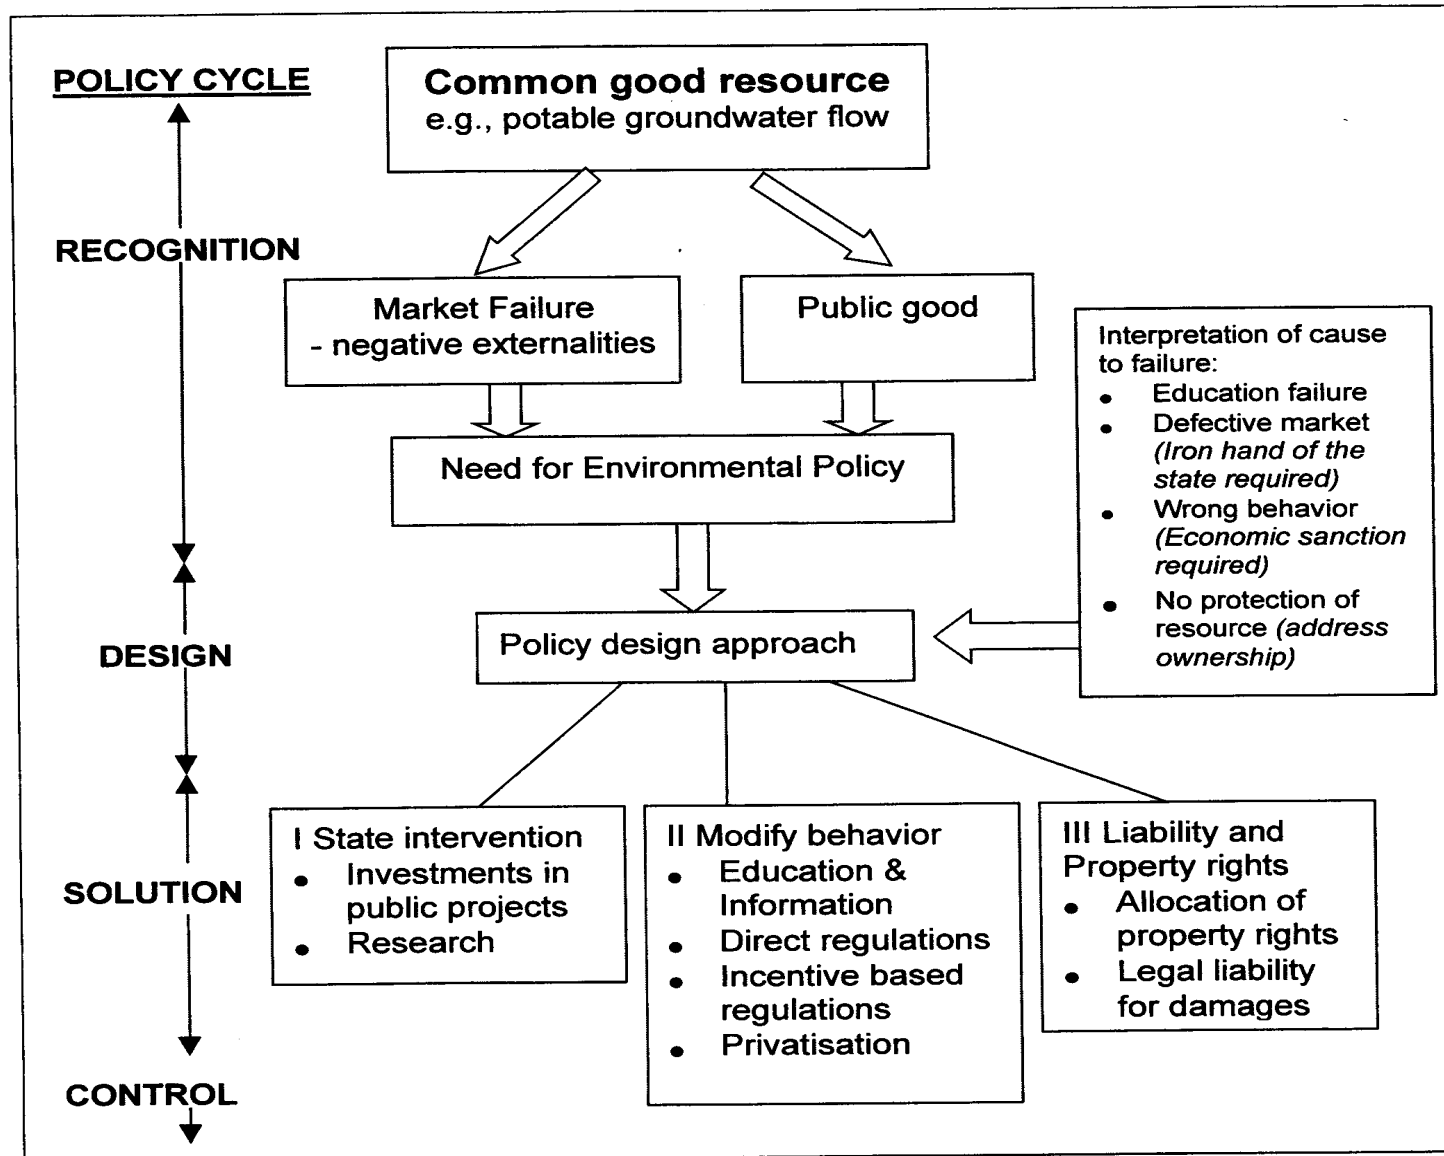 POLICY CYCLE
Common good resource
e.g., potable groundwater flow
RECOGNITION
Market Failure
- negative externalities
Public good
Need for Environmental Policy
Interpretation of cause
to failure:
● Education failure
● Defective market
(Iron hand of the
state required)
● Wrong behavior
(Economic sanction
required)
● No protection of
resource (address
ownership)
DESIGN
Policy design approach
SOLUTION
I State intervention
● Investments in
public projects
● Research
II Modify behavior
● Education &
Information
● Direct regulations
● Incentive based
regulations
● Privatisation
III Liability and
Property rights
● Allocation of
property rights
● Legal liability
for damages
CONTROL